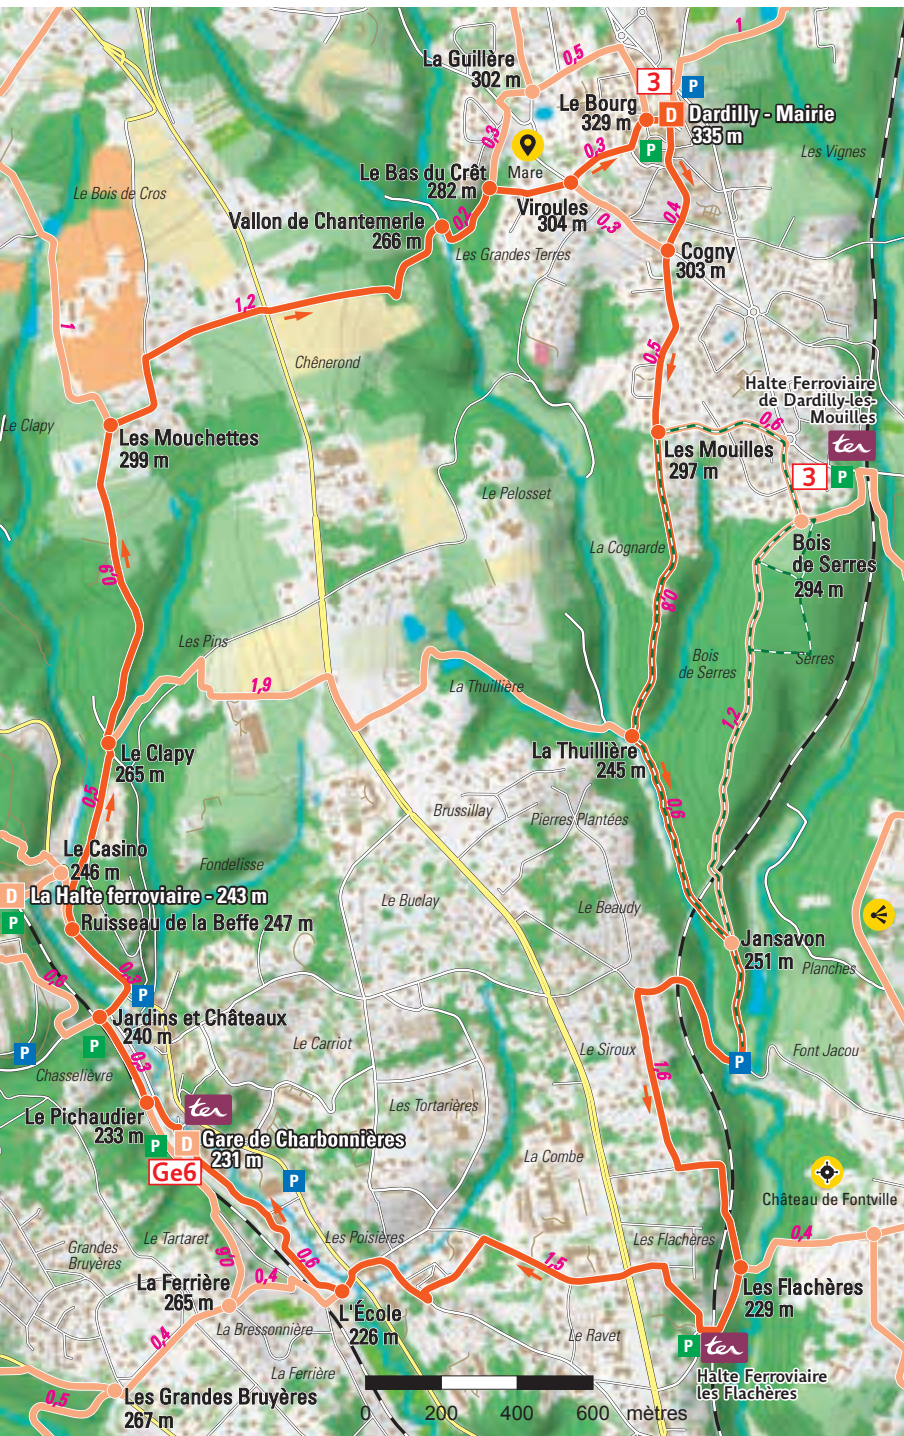 1
La Guillère
302 m
0,5
3
P
Le Bourg
329 m
D
Dardilly - Mairie
335 m
P
0,3
0,3
Mare
Les Vignes
Le Bas du Crêt
282 m
Le Bois de Cros
Viroules
304 m
0,4
Vallon de Chantemerle
266 m
0,2
0,3
Les Grandes Terres
Cogny
303 m
1,2
1
Chênerond
0,5
Halte Ferroviaire
de Dardilly-les-
Mouilles
ter
Le Clapy
Les Mouchettes
299 m
0,6
Les Mouilles
297 m
3
P
Le Pelosset
La Cognarde
Bois
de Serres
294 m
0,9
0,8
Les Pins
Bois
de Serres
Serres
1,9
La Thuillière
1,2
Le Clapy
265 m
La Thuillière
245 m
0,5
Brussillay
Pierres Plantées
0,6
Le Casino
246 m
Fondelisse
D
La Halte ferroviaire - 243 m
Le Buclay
Le Beaudy
P
Ruisseau de la Beffe 247 m
Jansavon
251 m
Planches
0,8
0,3
P
Jardins et Châteaux
240 m
Le Carriot
Le Siroux
Font Jacou
P
P
0,3
P
Chasselièvre
1,6
Le Pichaudier
233 m
ter
Les Tortarières
P
D
Gare de Charbonnières
231 m
Ge6
P
La Combe
Château de Fontville
Grandes
Bruyères
Le Tartaret
Les Poisières
Les Flachères
0,4
0,6
0,6
1,5
La Ferrière
265 m
0,4
Les Flachères
229 m
L'École
226 m
0,4
La Bressonnière
Le Ravet
P
ter
La Ferrière
Halte Ferroviaire
les Flachères
0,5
Les Grandes Bruyères
267 m
0 200 400 600 mètres